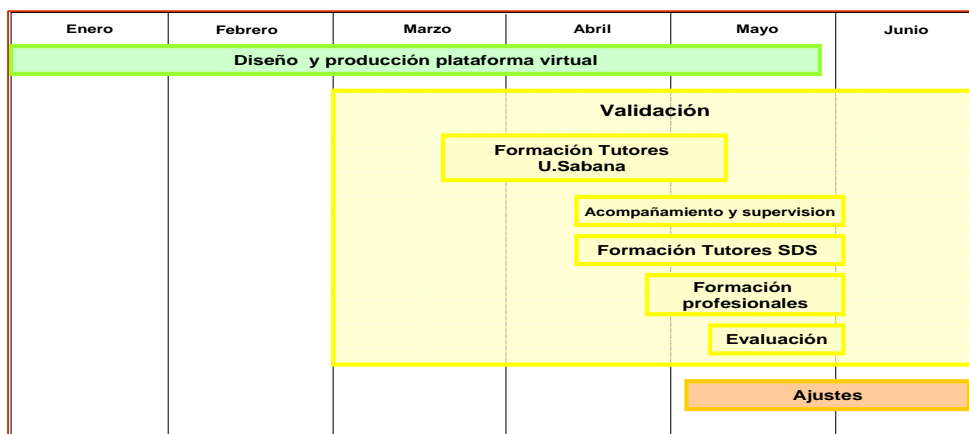 Enero Febrero Marzo Abril Mayo Junio
Diseño y producción plataforma virtual
Validación
Formación Tutores
U.Sabana
Acompañamiento y supervision
Formación Tutores SDS
Formación
profesionales
Evaluación
Ajustes